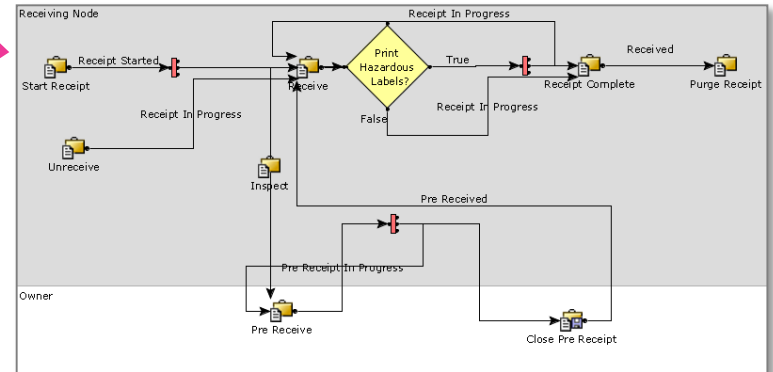 Receiving Node
Receipt In Progress
Print
Hazardous
Labels?
Receipt Started
True
Received
Start Receipt
Receive
Receipt Complete
Purge Receipt
Receipt In Progress
False
Receipt In Progress
Unreceive
Inspect
Pre Received
Pre Receipt In Progress
Owner
Pre Receive
Close Pre Receipt